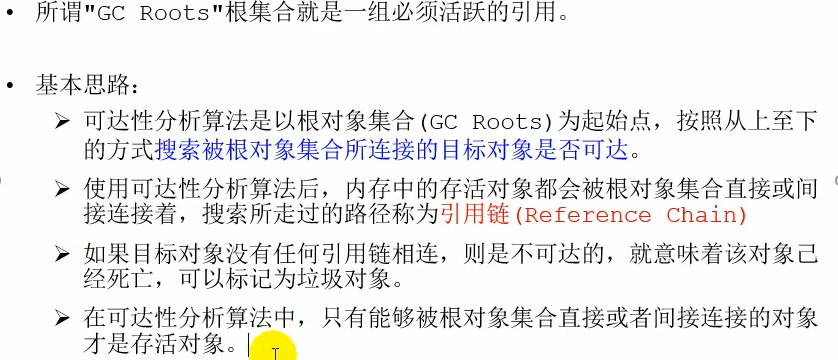 • 所谓"GC Roots"根集合就是一组必须活跃的引用。
• 基本思路：
➢ 可达性分析算法是以根对象集合(GC Roots)为起始点，按照从上至下
的方式搜索被根对象集合所连接的目标对象是否可达。
➢ 使用可达性分析算法后，内存中的存活对象都会被根对象集合直接或间
接连接着，搜索所走过的路径称为引用链(Reference Chain)
➢ 如果目标对象没有任何引用链相连，则是不可达的，就意味着该对象己
经死亡，可以标记为垃圾对象。
➢ 在可达性分析算法中，只有能够被根对象集合直接或者间接连接的对象
才是存活对象。